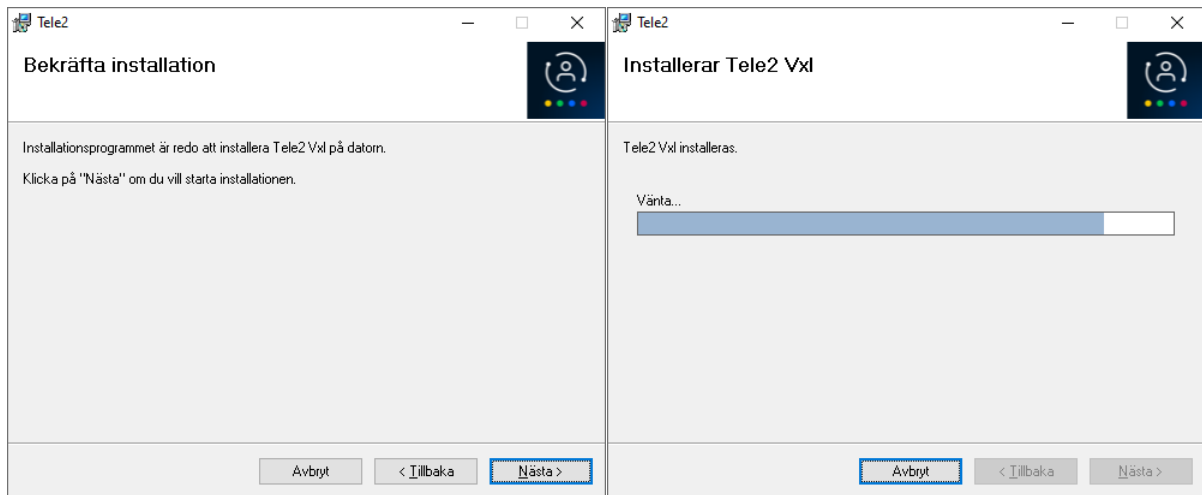 Tele2
Bekräfta installation
Installationsprogrammet är redo att installera Tele2 Vxl på datorn.
Klicka på "Nästa" om du vill starta installationen.
Avbryt
< Tillbaka
Nästa >
Tele2
Installerar Tele2 Vxl
Tele2 Vxl installeras.
Vänta...
Avbryt
< Tillbaka
Nästa >